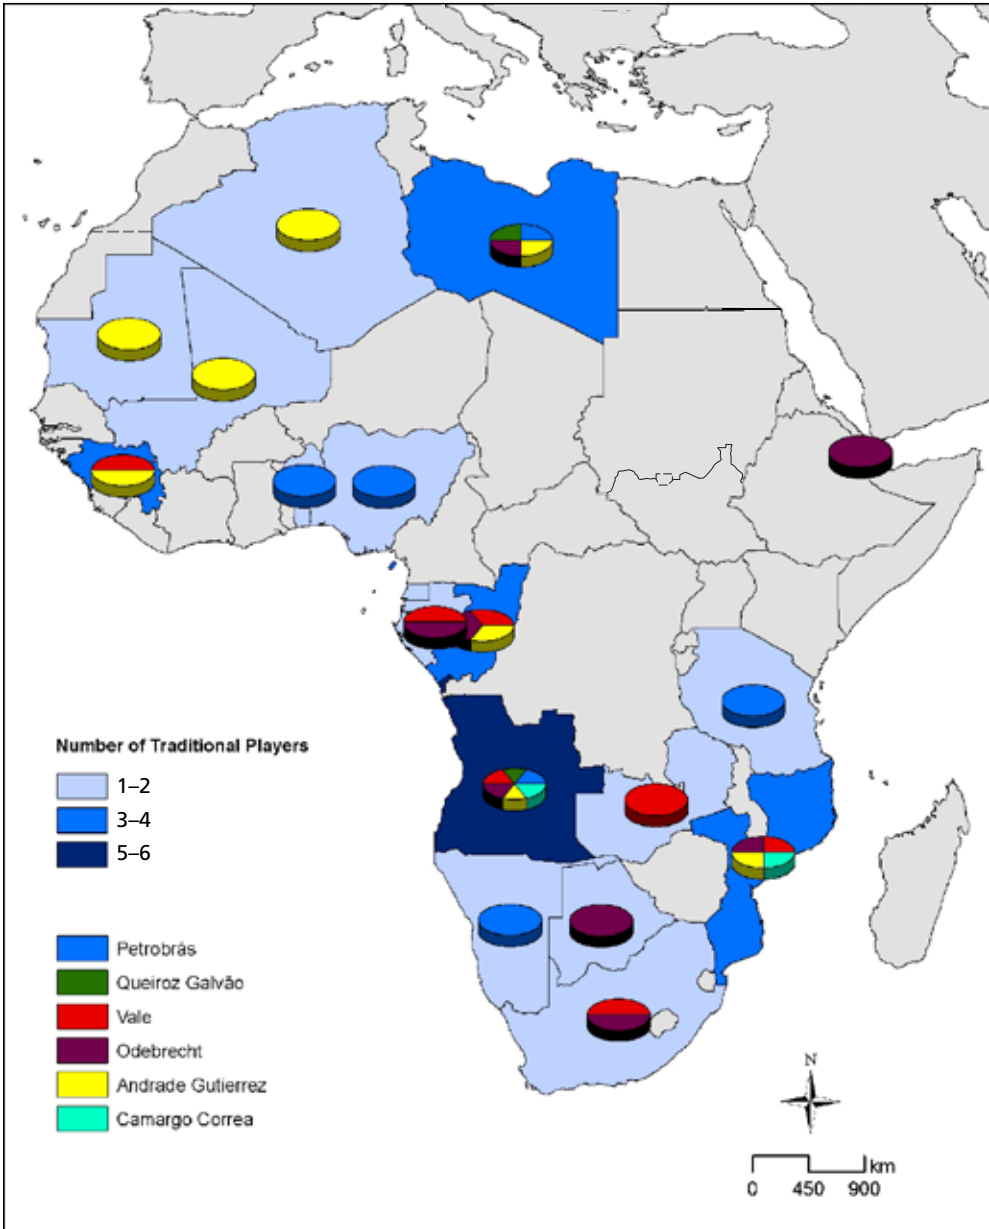 Number of Traditional Players
1–2
3–4
5–6
Petrobrás
Queiroz Galvão
Vale
Odebrecht
Andrade Gutierrez
Camargo Correa
N
km
0 450 900